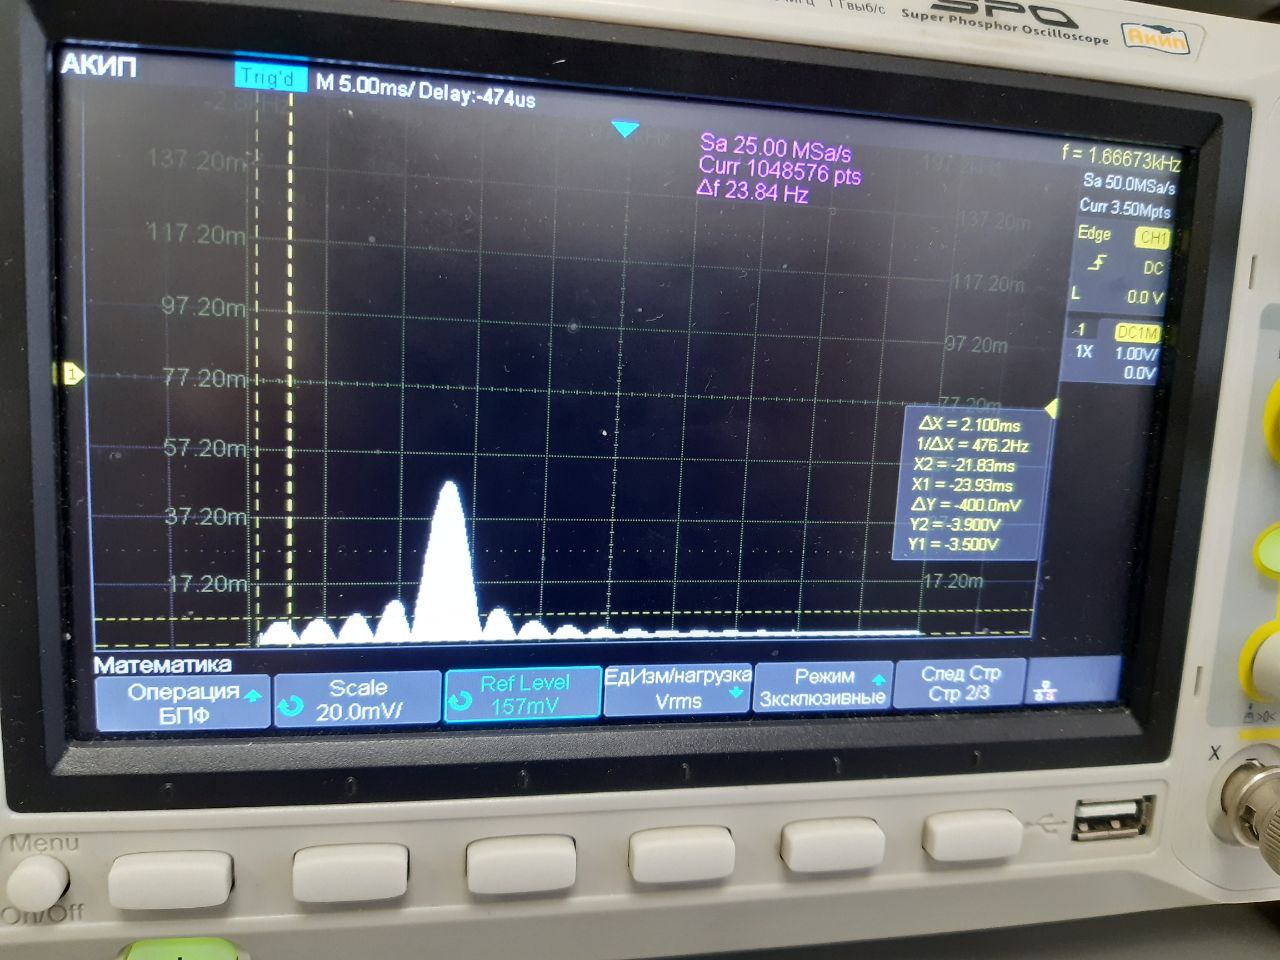 1Твыб/с
SPO
Super Phosphor Oscilloscope
Акип
АКИП
Trig'd
M 5.00ms/ Delay:-474us
Sa 25.00 MSa/s
Curr 1048576 pts
Δf 23.84 Hz
f = 1.66673kHz
Sa 50.0MSa/s
Curr 3.50Mpts
Edge CH1
DC
L 0.0 V
1 DC1M
1X 1.00V/
0.0V
137.20m 137.20m
117.20m 117.20m
97.20m 97.20m
1
77.20m 77.20m
57.20m
37.20m
17.20m 17.20m
ΔX = 2.100ms
1/ΔX = 476.2Hz
X2 = -21.83ms
X1 = -23.93ms
ΔY = -400.0mV
Y2 = -3.900V
Y1 = -3.500V
Математика
Операция
БПФ
Scale
20.0mV/
Ref Level
157mV
ЕдИзм/нагрузка
Vrms
Режим
Эксклюзивные
След Стр
Стр 2/3
Menu
On/Off
X